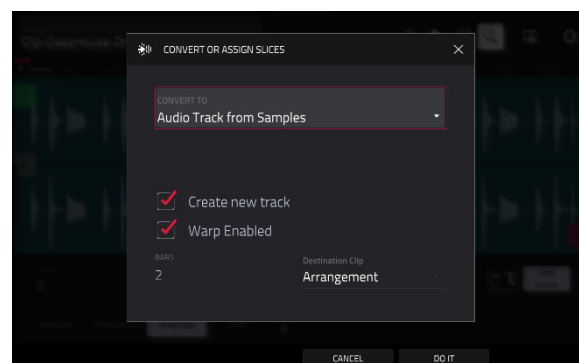 CONVERT OR ASSIGN SLICES
CONVERT TO
Audio Track from Samples
Create new track
Warp Enabled
BARS
Destination Clip
2
Arrangement
CANCEL
DO IT